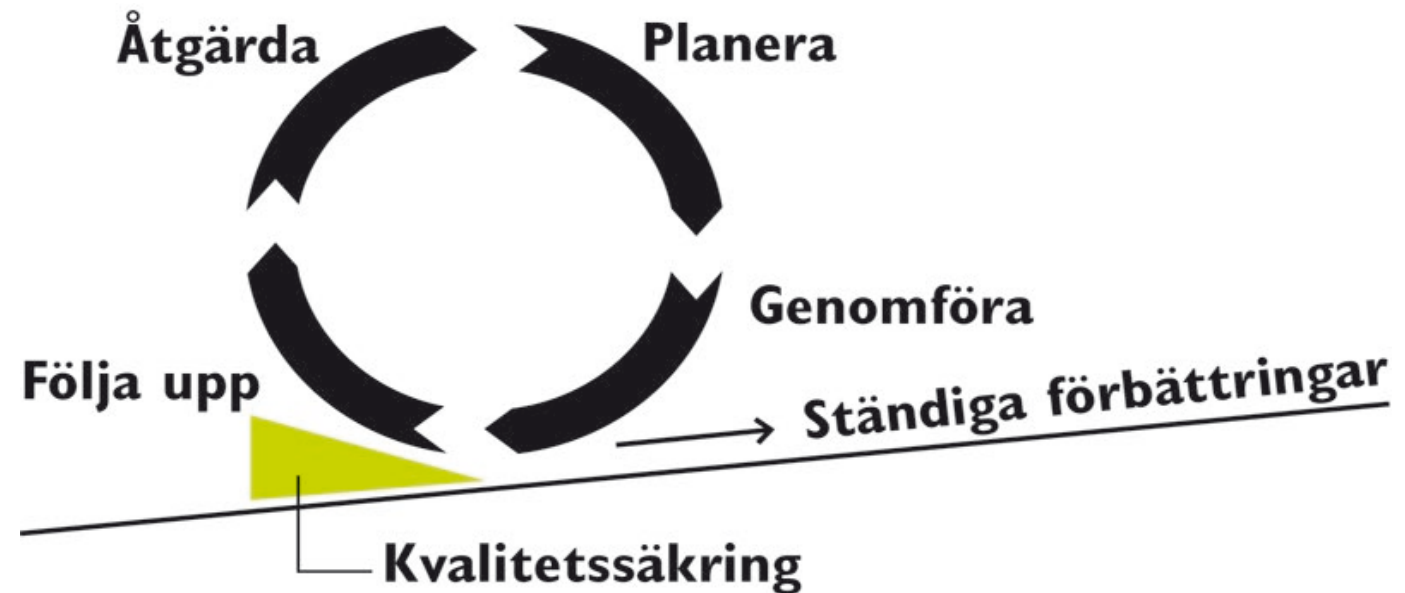 Åtgärda
Planera
Genomföra
Följa upp
Ständiga förbättringar
Kvalitetssäkring